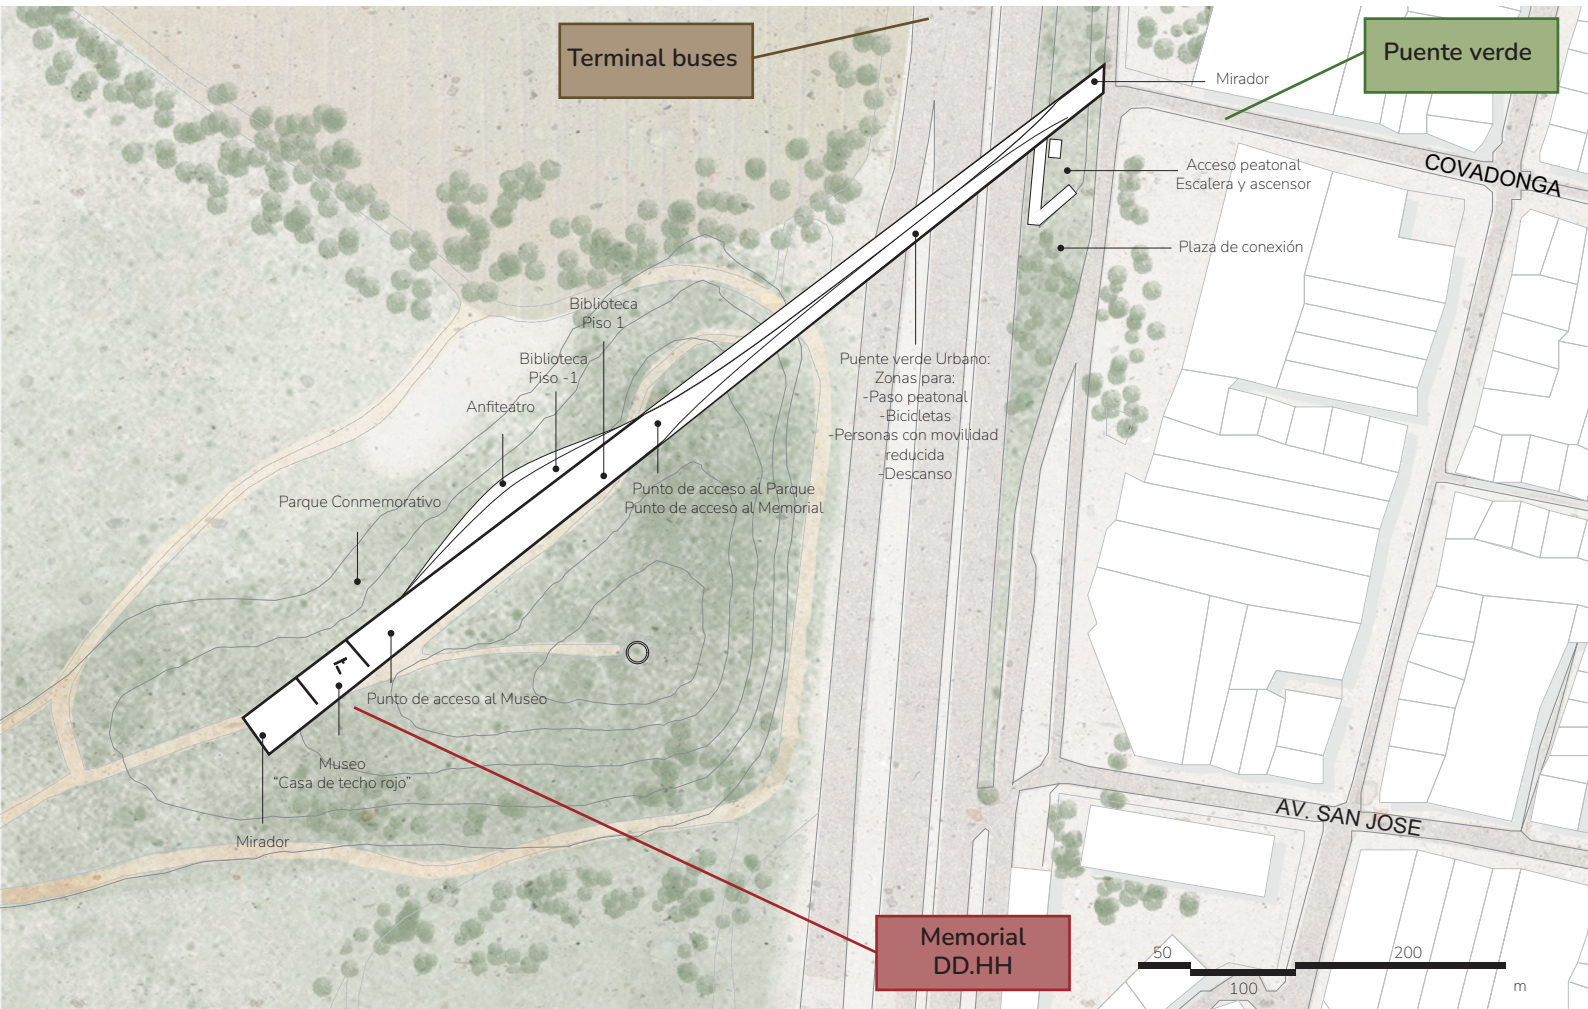 Terminal buses
Puente verde
Mirador
COVADONGA
Acceso peatonal
Escalera y ascensor
Plaza de conexión
Biblioteca
Piso 1
Biblioteca
Piso -1
Anfiteatro
Puente verde Urbano:
Zonas para:
-Paso peatonal
-Bicicletas
-Personas con movilidad
reducida
-Descanso
Parque Conmemorativo
Punto de acceso al Parque
Punto de acceso al Memorial
Punto de acceso al Museo
Museo
“Casa de techo rojo”
Mirador
AV. SAN JOSE
Memorial
DD.HH
50
200
100
m